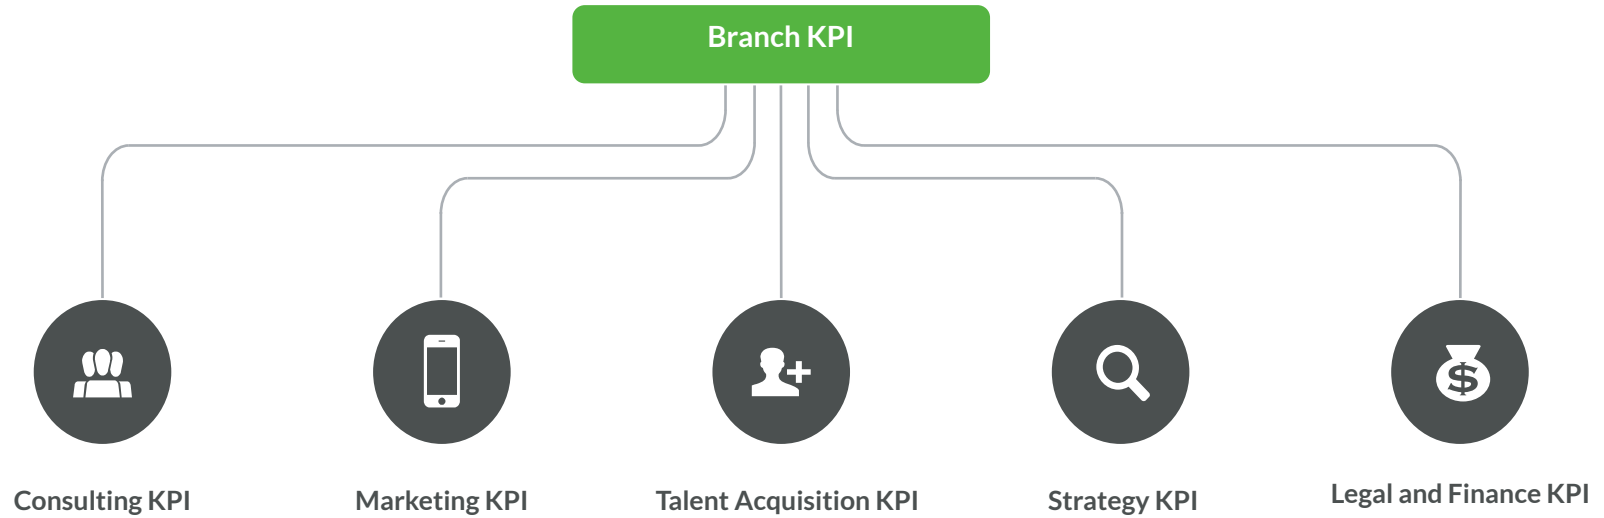 Branch KPI
Consulting KPI
Marketing KPI
Talent Acquisition KPI
Strategy KPI
Legal and Finance KPI